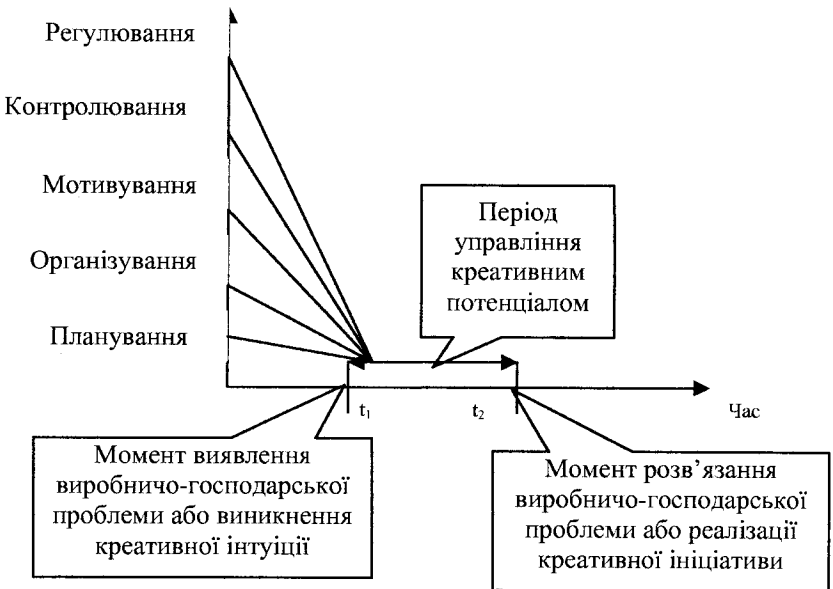 Регулювання
Контролювання
Мотивування
Організування
Планування
Період
управління
креативним
потенціалом
t₁
t₂
Час
Момент виявлення
виробничо-господарської
проблеми або виникнення
креативної інтуіції
Момент розв’язання
виробничо-господарської
проблеми або реалізації
креативної ініціативи